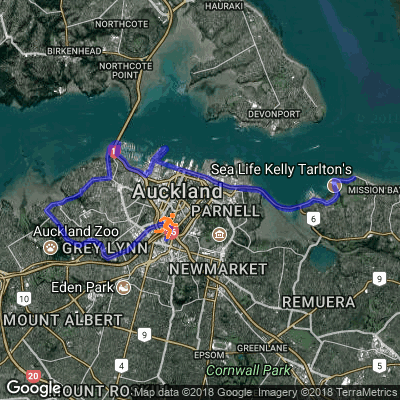 HAURAKI
NORTHCOTE
BIRKENHEAD
NORTHCOTE
POINT
DEVONPORT
1
Sea Life Kelly Tarlton's
Auckland
MISSION BAY
PARNELL
6
Auckland Zoo
GREY LYNN
NEWMARKET
Eden Park
10
REMUERA
MOUNT ALBERT
9
9
GREENLANE
EPSOM
4
5
Cornwall Park
20
Google
MOUNT RO
Map data ©2018 Google Imagery ©2018 TerraMetrics